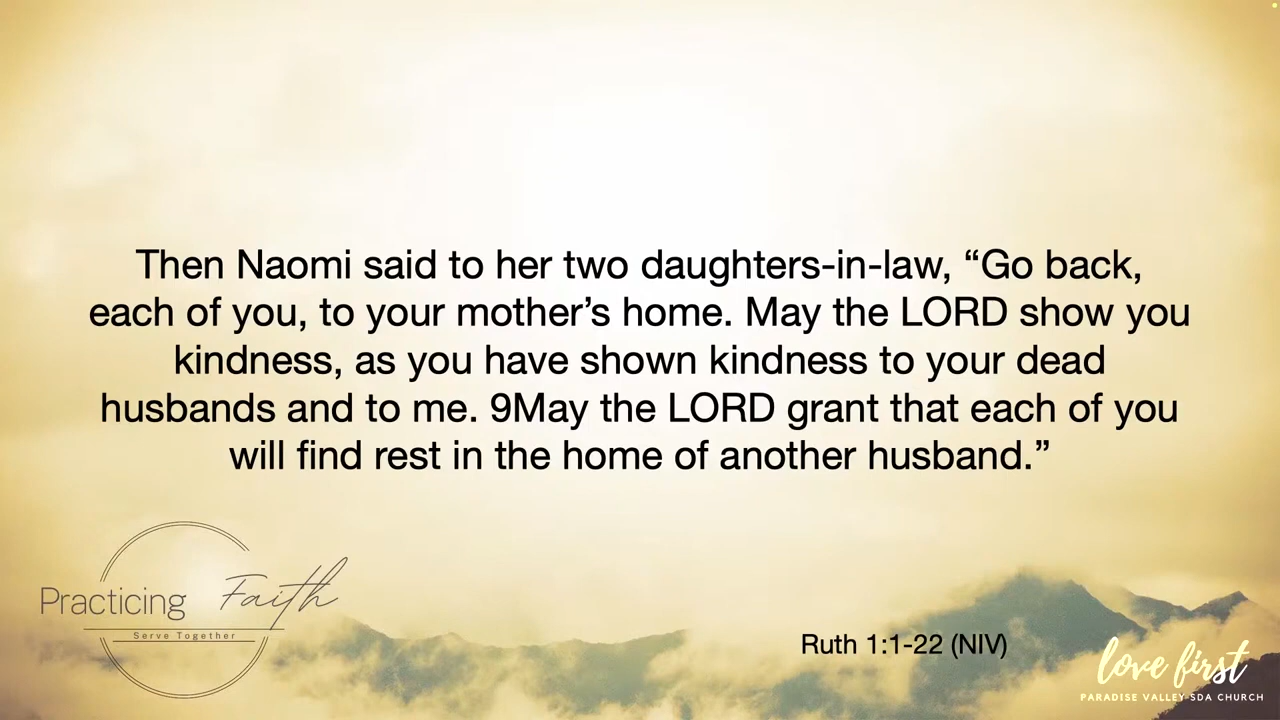 Then Naomi said to her two daughters-in-law, “Go back,
each of you, to your mother’s home. May the LORD show you
kindness, as you have shown kindness to your dead
husbands and to me. 9May the LORD grant that each of you
will find rest in the home of another husband.”
Practicing Faith
Serve Together
Ruth 1:1-22 (NIV)
love first
PARADISE VALLEY SDA CHURCH